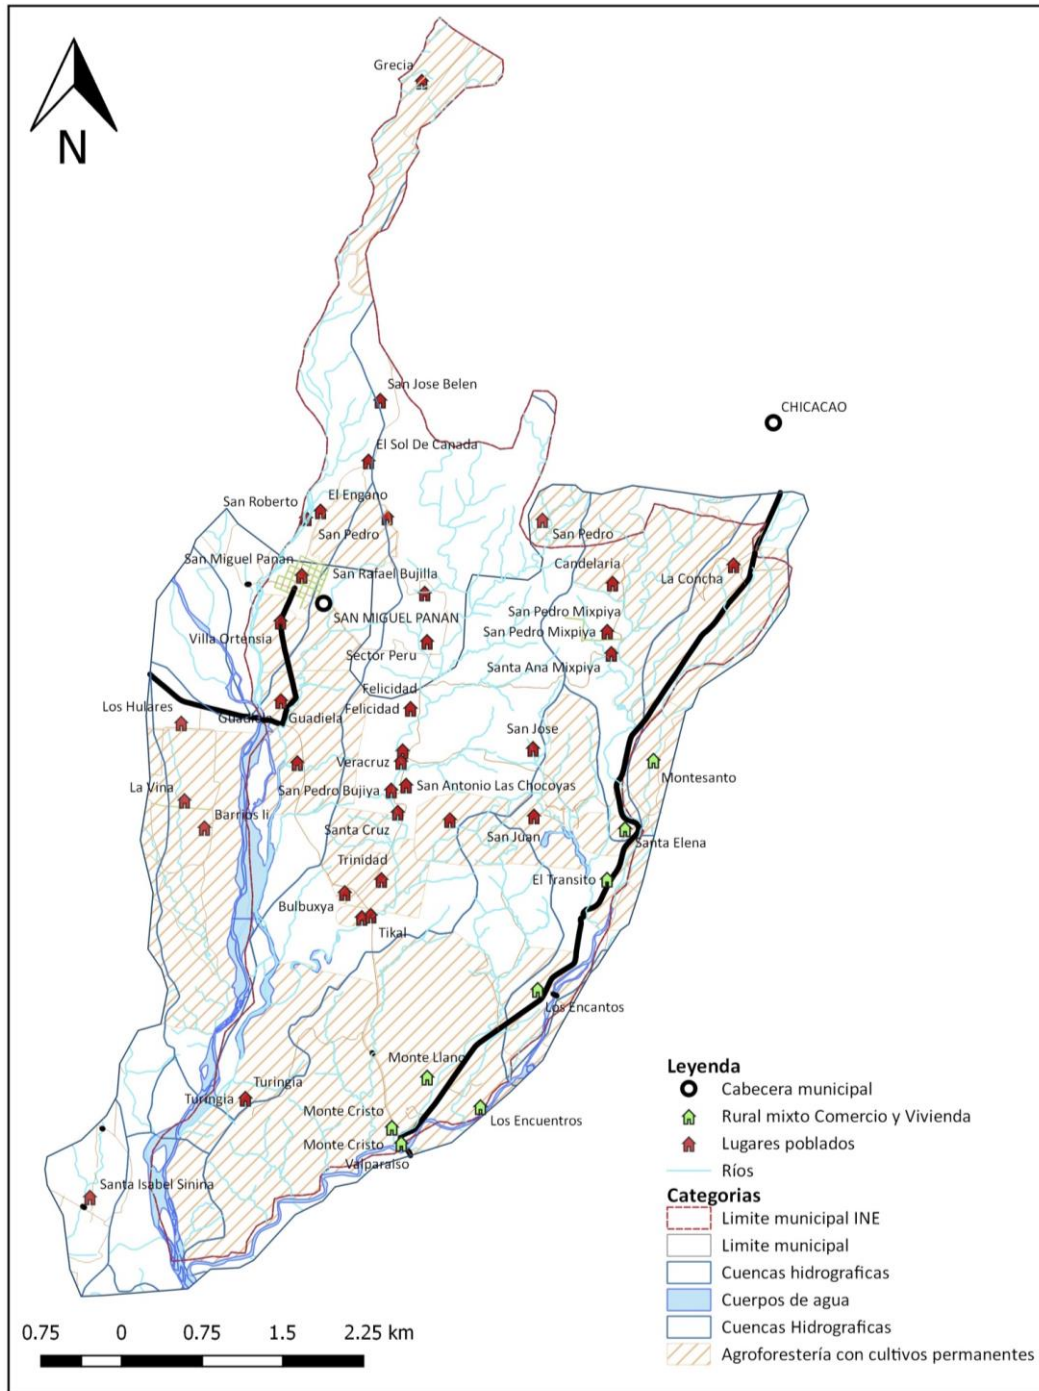 Grecia
N
San Jose Belen
CHICACAO
El Sol De Canada
San Roberto
El Engano
San Pedro
San Pedro
San Miguel Panan
San Rafael Bujilla
Candelaria
La Concha
SAN MIGUEL PANAN
San Pedro Mixpiya
Villa Ortensia
San Pedro Mixpiya
Sector Peru
Santa Ana Mixpiya
Felicidad
Los Hulares
Felicidad
Guadiela
San Jose
Veracruz
Montesanto
La Vina
San Pedro Bujiya
San Antonio Las Chocoyas
Barrios Ii
Santa Cruz
San Juan
Santa Elena
Trinidad
El Transito
Bulbuxya
Tikal
Los Encantos
Monte Llano
Turingia
Turingia
Monte Cristo
Los Encuentros
Monte Cristo
Valparaiso
Santa Isabel Sinina
Leyenda
Cabecera municipal
Rural mixto Comercio y Vivienda
Lugares poblados
Ríos
Categorias
Limite municipal INE
Limite municipal
Cuencas hidrograficas
Cuerpos de agua
Cuencas Hidrograficas
Agroforestería con cultivos permanentes
0.75 0 0.75 1.5 2.25 km